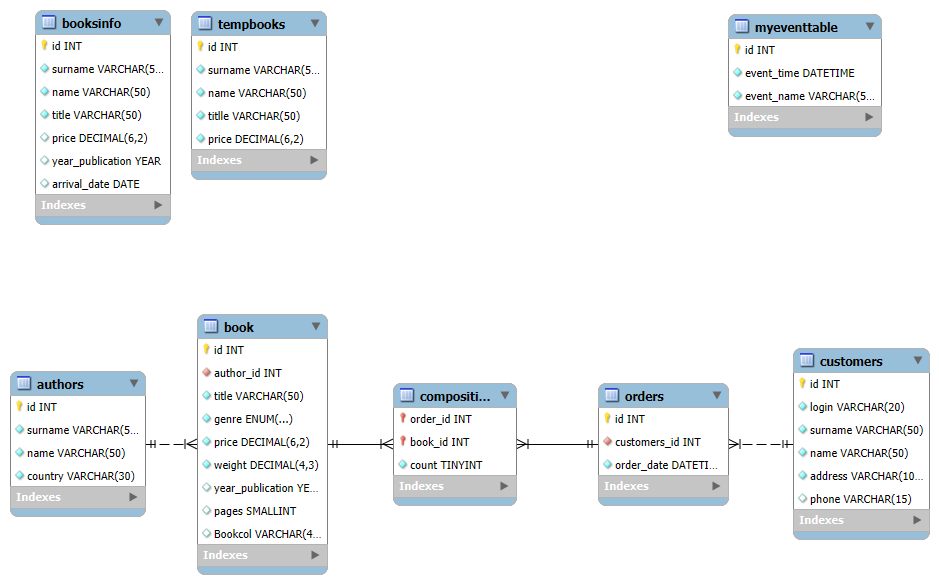 booksinfo
id INT
surname VARCHAR(5...
name VARCHAR(50)
title VARCHAR(50)
price DECIMAL(6,2)
year_publication YEAR
arrival_date DATE
Indexes
tempbooks
id INT
surname VARCHAR(5...
name VARCHAR(50)
titlle VARCHAR(50)
price DECIMAL(6,2)
Indexes
myeventtable
id INT
event_time DATETIME
event_name VARCHAR(5...
Indexes
authors
id INT
surname VARCHAR(5...
name VARCHAR(50)
country VARCHAR(30)
Indexes
book
id INT
author_id INT
title VARCHAR(50)
genre ENUM(...)
price DECIMAL(6,2)
weight DECIMAL(4,3)
year_publication YE...
pages SMALLINT
Bookcol VARCHAR(4...
Indexes
compositi...
order_id INT
book_id INT
count TINYINT
Indexes
orders
id INT
customers_id INT
order_date DATETI...
Indexes
customers
id INT
login VARCHAR(20)
surname VARCHAR(50)
name VARCHAR(50)
address VARCHAR(10...
phone VARCHAR(15)
Indexes